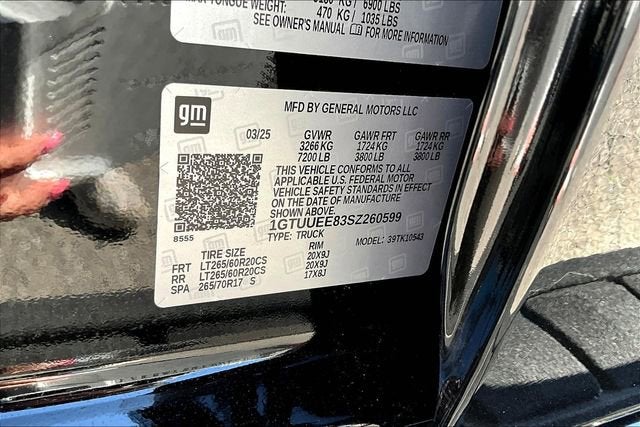 6900 LBS
470 KG / 1035 LBS
SEE OWNER'S MANUAL FOR MORE INFORMATION
gm
MFD BY GENERAL MOTORS LLC
03/25 GVWR GAWR FRT GAWR RR
3266 KG 1724 KG 1724 KG
7200 LB 3800 LB 3800 LB
THIS VEHICLE CONFORMS TO ALL
APPLICABLE U.S. FEDERAL MOTOR
VEHICLE SAFETY STANDARDS IN EFFECT
ON THE DATE OF MANUFACTURE
SHOWN ABOVE.
1GTUUEE83SZ260599
8555 TYPE: TRUCK MODEL: 39TK10543
TIRE SIZE RIM
FRT LT265/60R20CS 20X9J
RR LT265/60R20CS 20X9J
SPA 265/70R17 S 17X8J